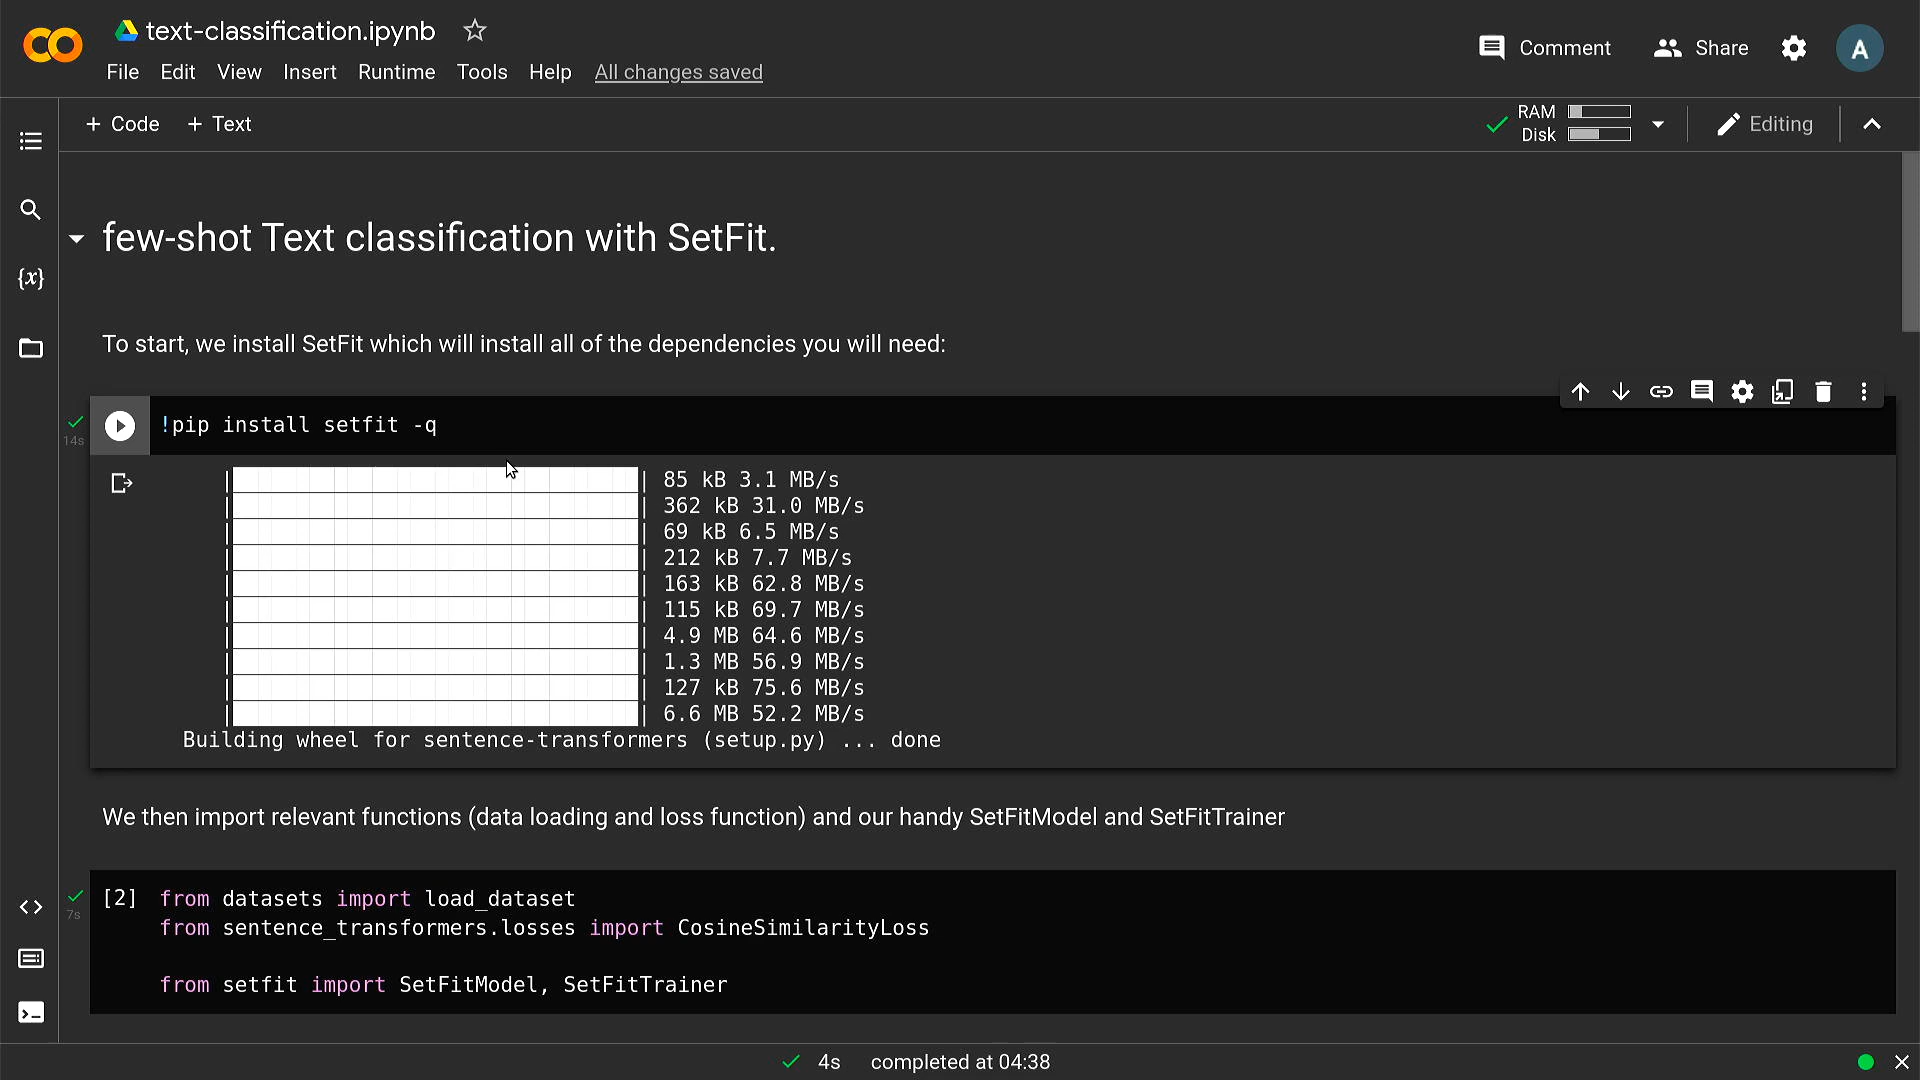 text-classification.ipynb
File Edit View Insert Runtime Tools Help All changes saved
Comment Share A
+ Code + Text
RAM
Disk
Editing
few-shot Text classification with SetFit.
{x}
To start, we install SetFit which will install all of the dependencies you will need:
14s
!pip install setfit -q
| | 85 kB 3.1 MB/s
| | 362 kB 31.0 MB/s
| | 69 kB 6.5 MB/s
| | 212 kB 7.7 MB/s
| | 163 kB 62.8 MB/s
| | 115 kB 69.7 MB/s
| | 4.9 MB 64.6 MB/s
| | 1.3 MB 56.9 MB/s
| | 127 kB 75.6 MB/s
| | 6.6 MB 52.2 MB/s
Building wheel for sentence-transformers (setup.py) ... done
We then import relevant functions (data loading and loss function) and our handy SetFitModel and SetFitTrainer
7s
[2] from datasets import load_dataset
from sentence_transformers.losses import CosineSimilarityLoss
from setfit import SetFitModel, SetFitTrainer
4s completed at 04:38